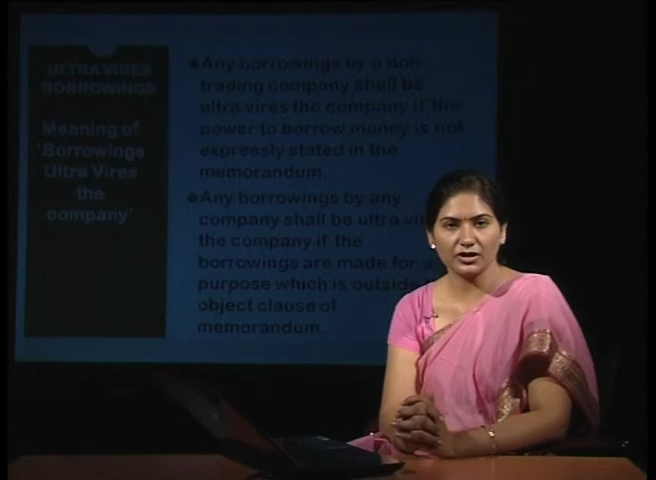 ULTRA VIRES
BORROWINGS
Meaning of
'Borrowings
Ultra Vires
the
company'
Any borrowings by a non-
trading company shall be
ultra vires the company if the
power to borrow money is not
expressly stated in the
memorandum.
Any borrowings by any
company shall be ultra
the company if the
borrowings are made for a
purpose which is outside
object clause of
memorandum.